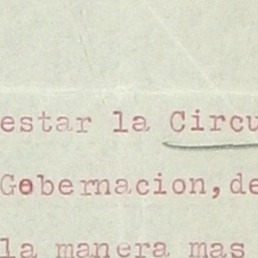 estar la Circu
Gobernacion, de
la manera mas